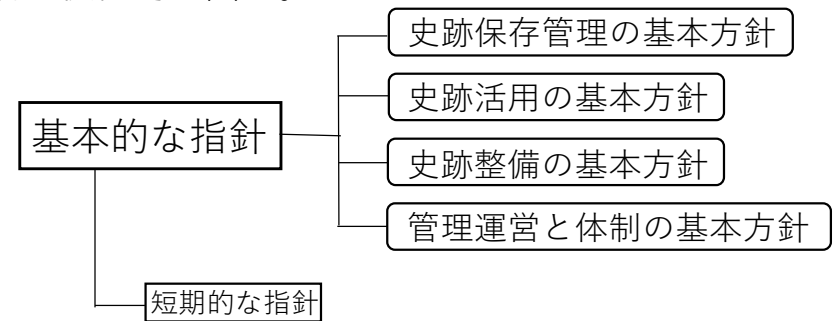 史跡保存管理の基本方針
史跡活用の基本方針
基本的な指針
史跡整備の基本方針
管理運営と体制の基本方針
短期的な指針